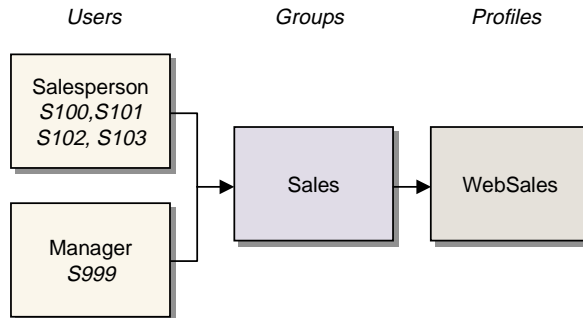 Users
Groups
Profiles
Salesperson
S100,S101
S102, S103
Sales
WebSales
Manager
S999